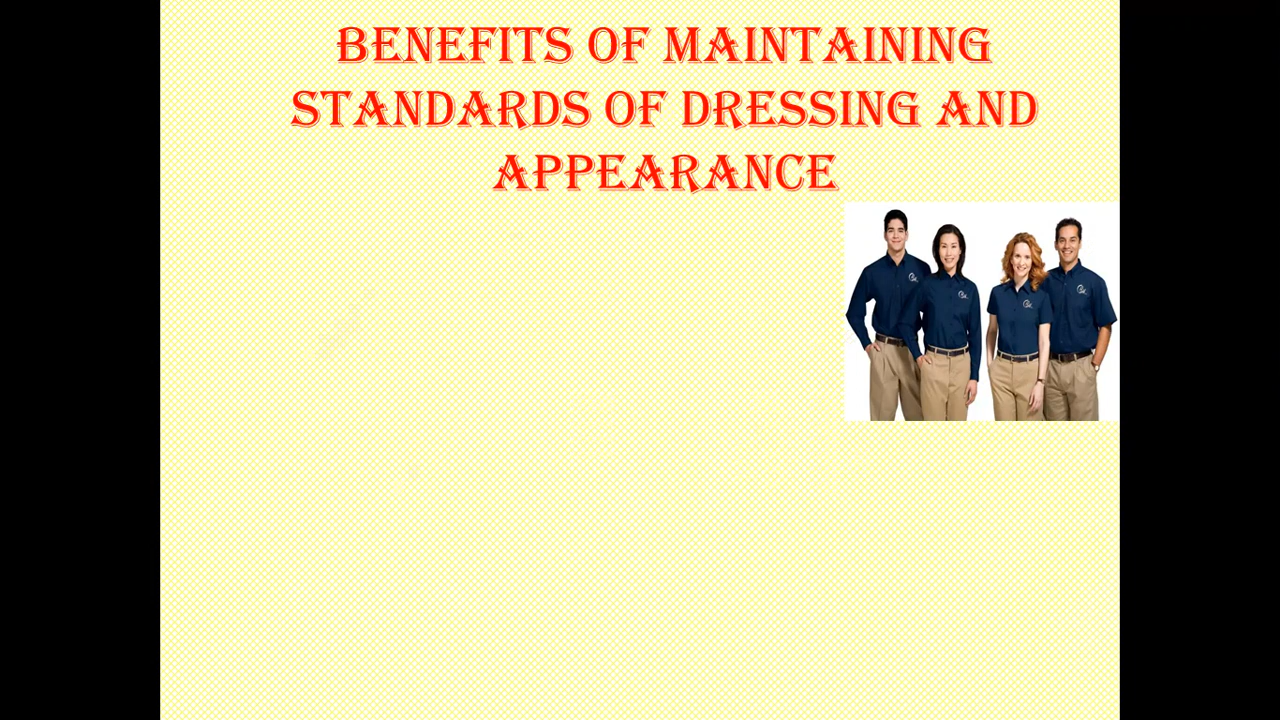 BENEFITS OF MAINTAINING
STANDARDS OF DRESSING AND
APPEARANCE